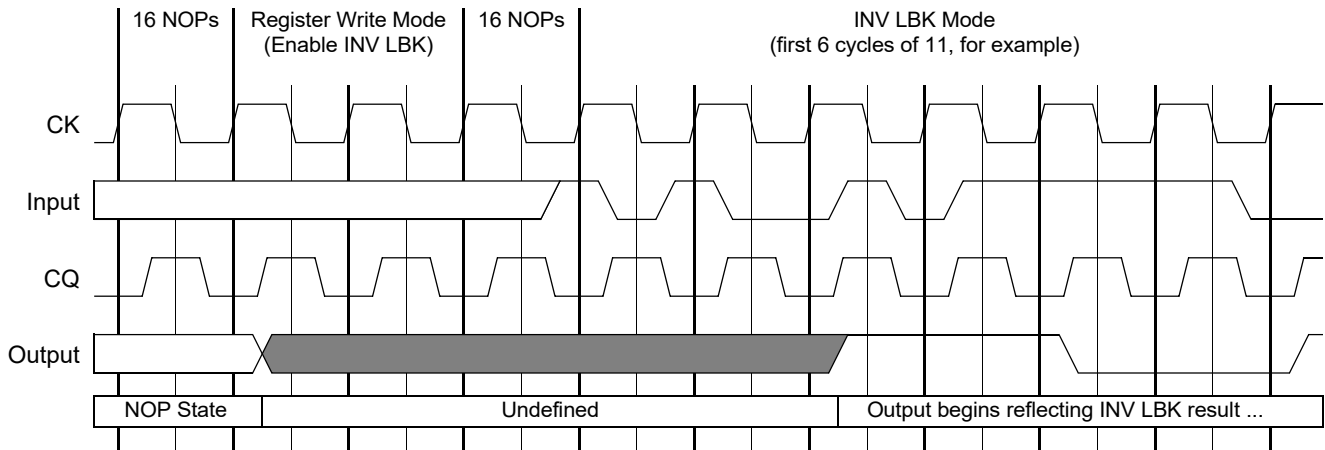 16 NOPs
Register Write Mode
(Enable INV LBK)
16 NOPs
INV LBK Mode
(first 6 cycles of 11, for example)
CK
Input
CQ
Output
NOP State
Undefined
Output begins reflecting INV LBK result ...